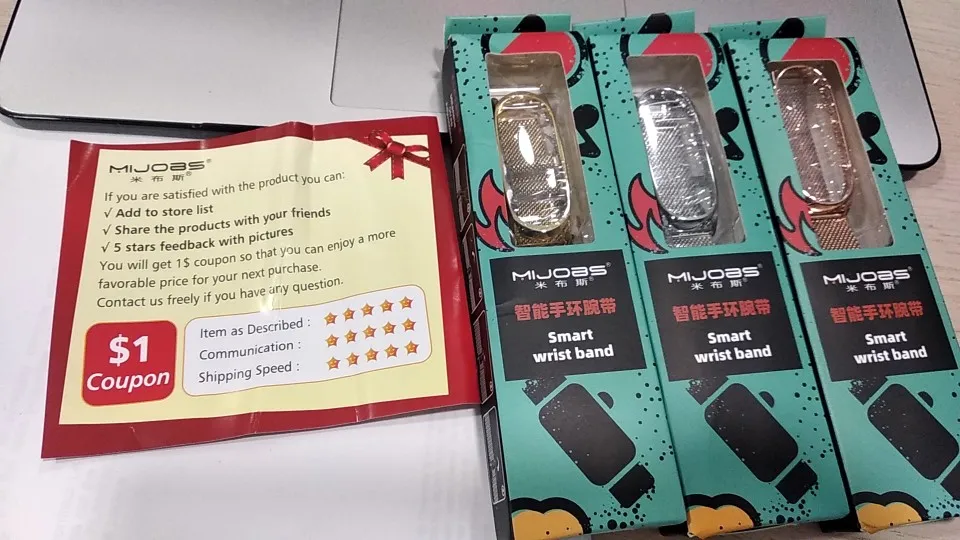 MIJOBS®
米布斯®
If you are satisfied with the product you can:
√ Add to store list
√ Share the products with your friends
√ 5 stars feedback with pictures
You will get 1$ coupon so that you can enjoy a more
favorable price for your next purchase.
Contact us freely if you have any question.
$1
Coupon
Item as Described :
Communication :
Shipping Speed :
MIJOBS®
米布斯®
智能手环腕带
Smart
wrist band
MIJOBS®
米布斯®
智能手环腕带
Smart
wrist band
MIJOBS®
米布斯®
智能手环腕带
Smart
wrist band